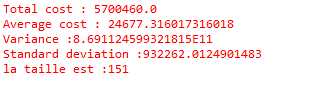 Total cost : 5700460.0
Average cost : 24677.316017316018
Variance :8.691124599321815E11
Standard deviation :932262.0124901483
la taille est :151